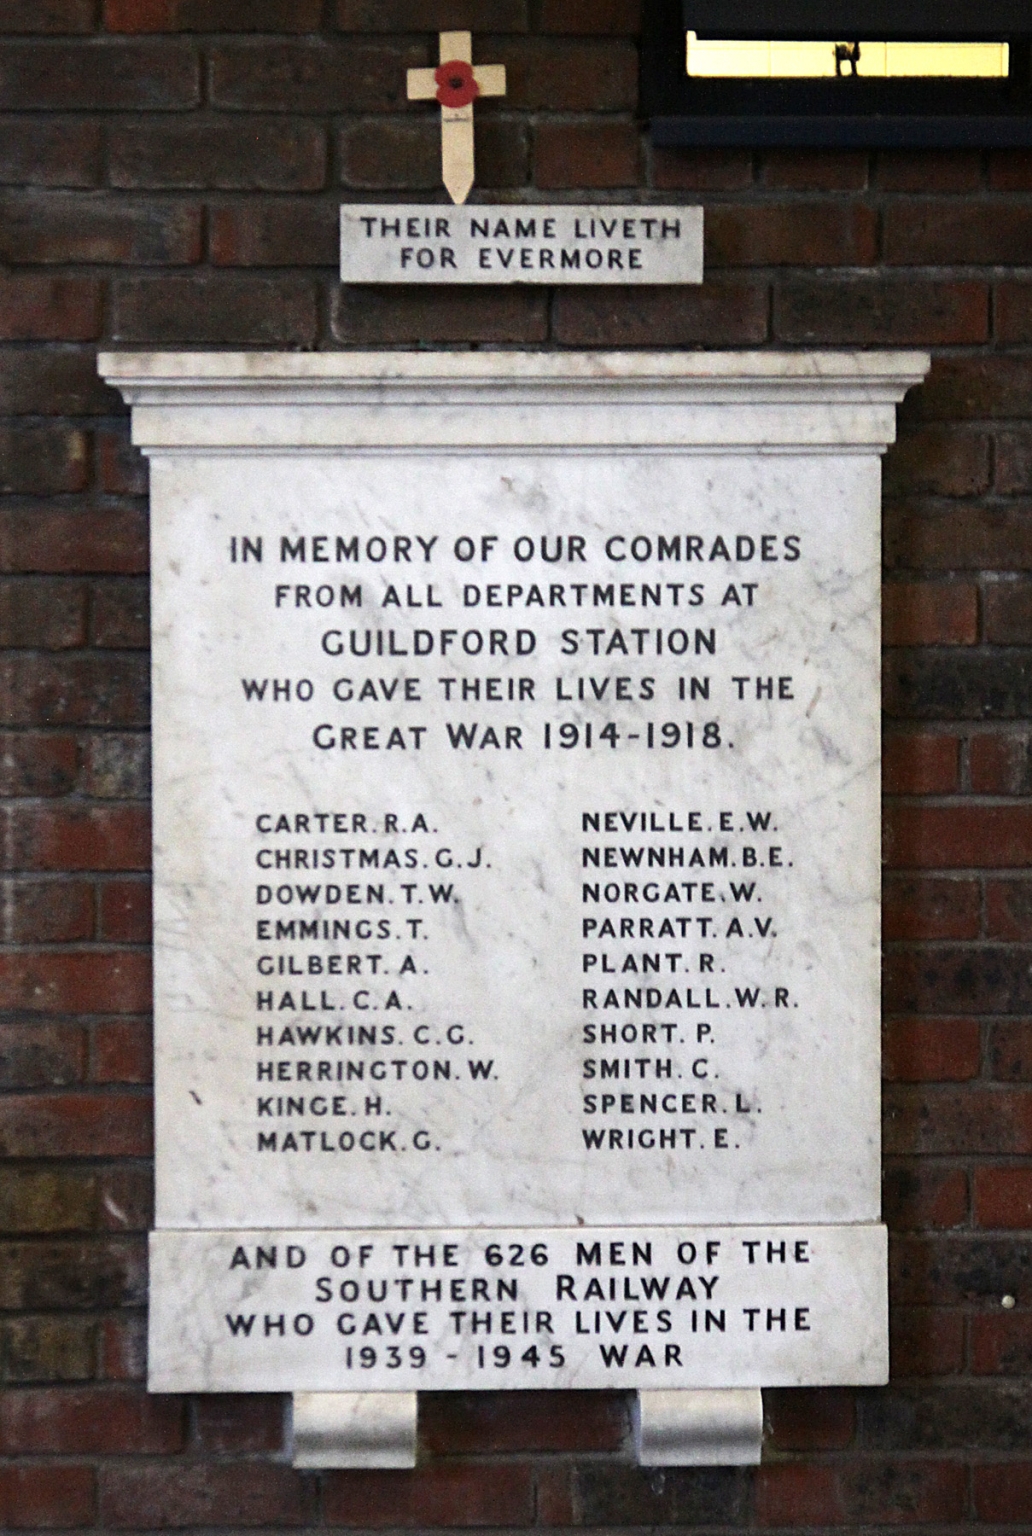 THEIR NAME LIVETH
FOR EVERMORE
IN MEMORY OF OUR COMRADES
FROM ALL DEPARTMENTS AT
GUILDFORD STATION
WHO GAVE THEIR LIVES IN THE
GREAT WAR 1914-1918.
CARTER.R.A.
CHRISTMAS.G.J.
DOWDEN.T.W.
EMMINGS.T.
GILBERT.A.
HALL.C.A.
HAWKINS.C.G.
HERRINGTON.W.
KINGE.H.
MATLOCK.G.
NEVILLE.E.W.
NEWNHAM.B.E.
NORGATE.W.
PARRATT.A.V.
PLANT.R.
RANDALL.W.R.
SHORT.P.
SMITH.C.
SPENCER.L.
WRIGHT.E.
AND OF THE 626 MEN OF THE
SOUTHERN RAILWAY
WHO GAVE THEIR LIVES IN THE
1939 - 1945 WAR